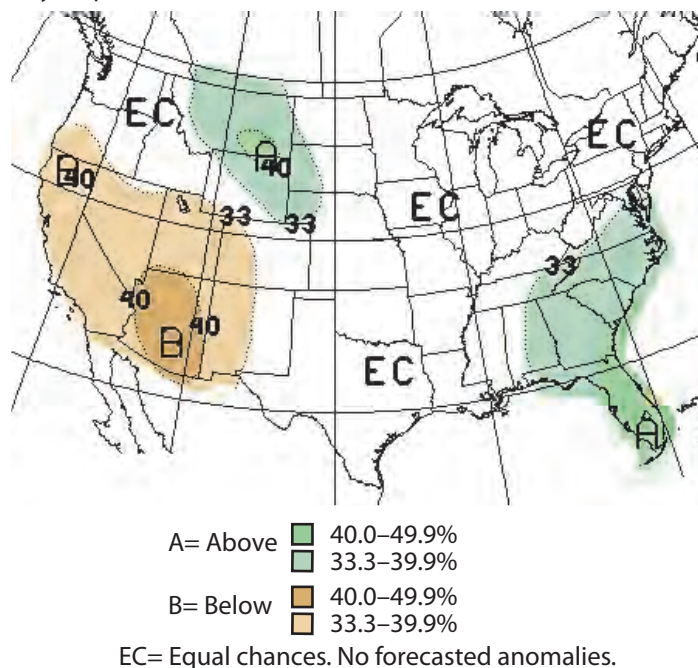 EC
A
40
EC
B
40
EC
33
33
33
40
40
B
EC
A
A= Above
40.0–49.9%
33.3–39.9%
B= Below
40.0–49.9%
33.3–39.9%
EC= Equal chances. No forecasted anomalies.